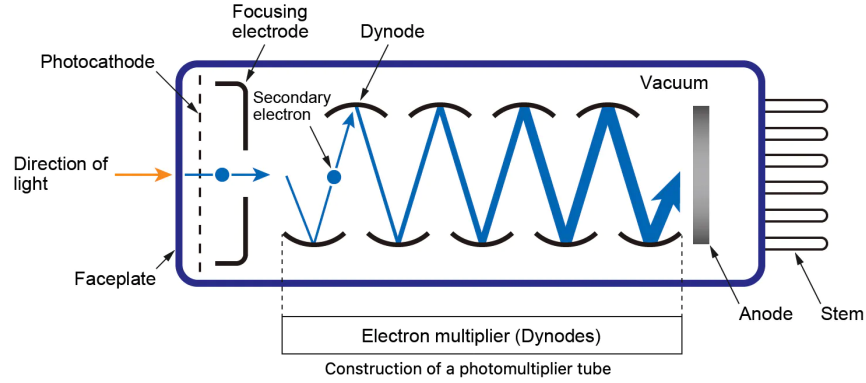 Focusing
electrode
Dynode
Photocathode
Secondary
electron
Vacuum
Direction of
light
Faceplate
Anode
Stem
Electron multiplier (Dynodes)
Construction of a photomultiplier tube